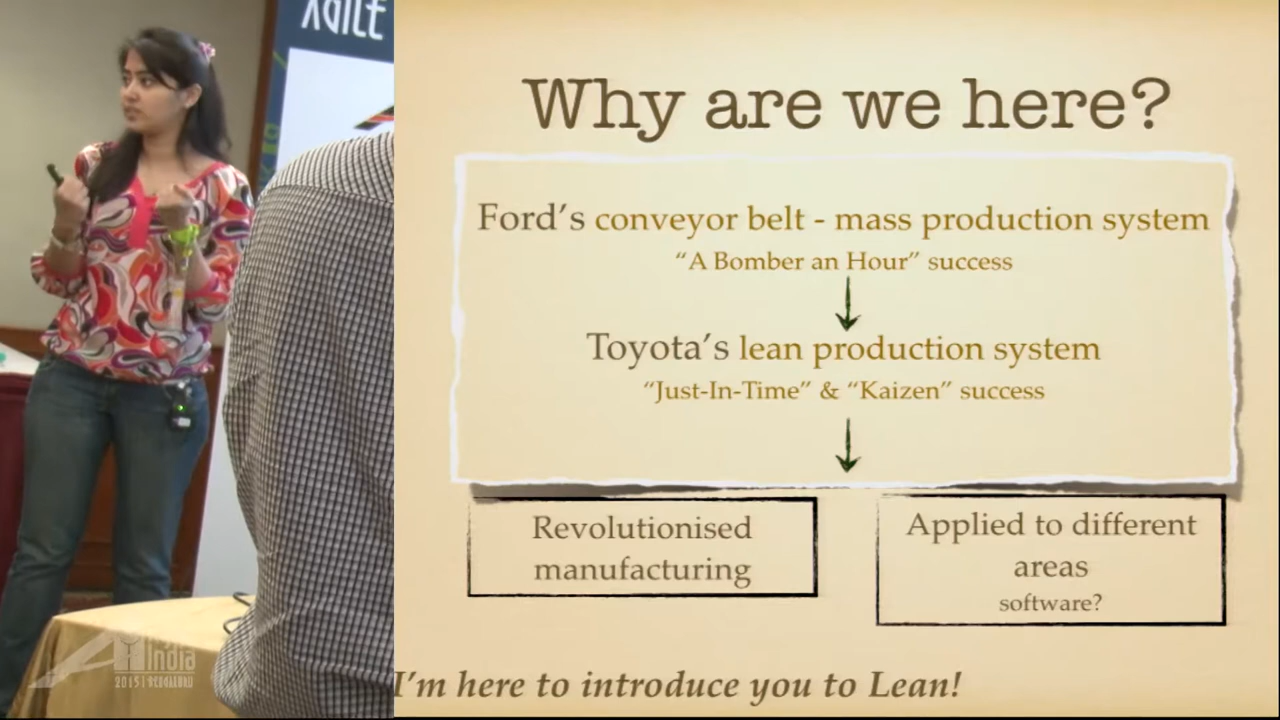 Why are we here?
Ford's conveyor belt - mass production system
“A Bomber an Hour” success
Toyota's lean production system
“Just-In-Time” & “Kaizen” success
Revolutionised
manufacturing
Applied to different
areas
software?
I'm here to introduce you to Lean!
India
2015 | BENGALURU